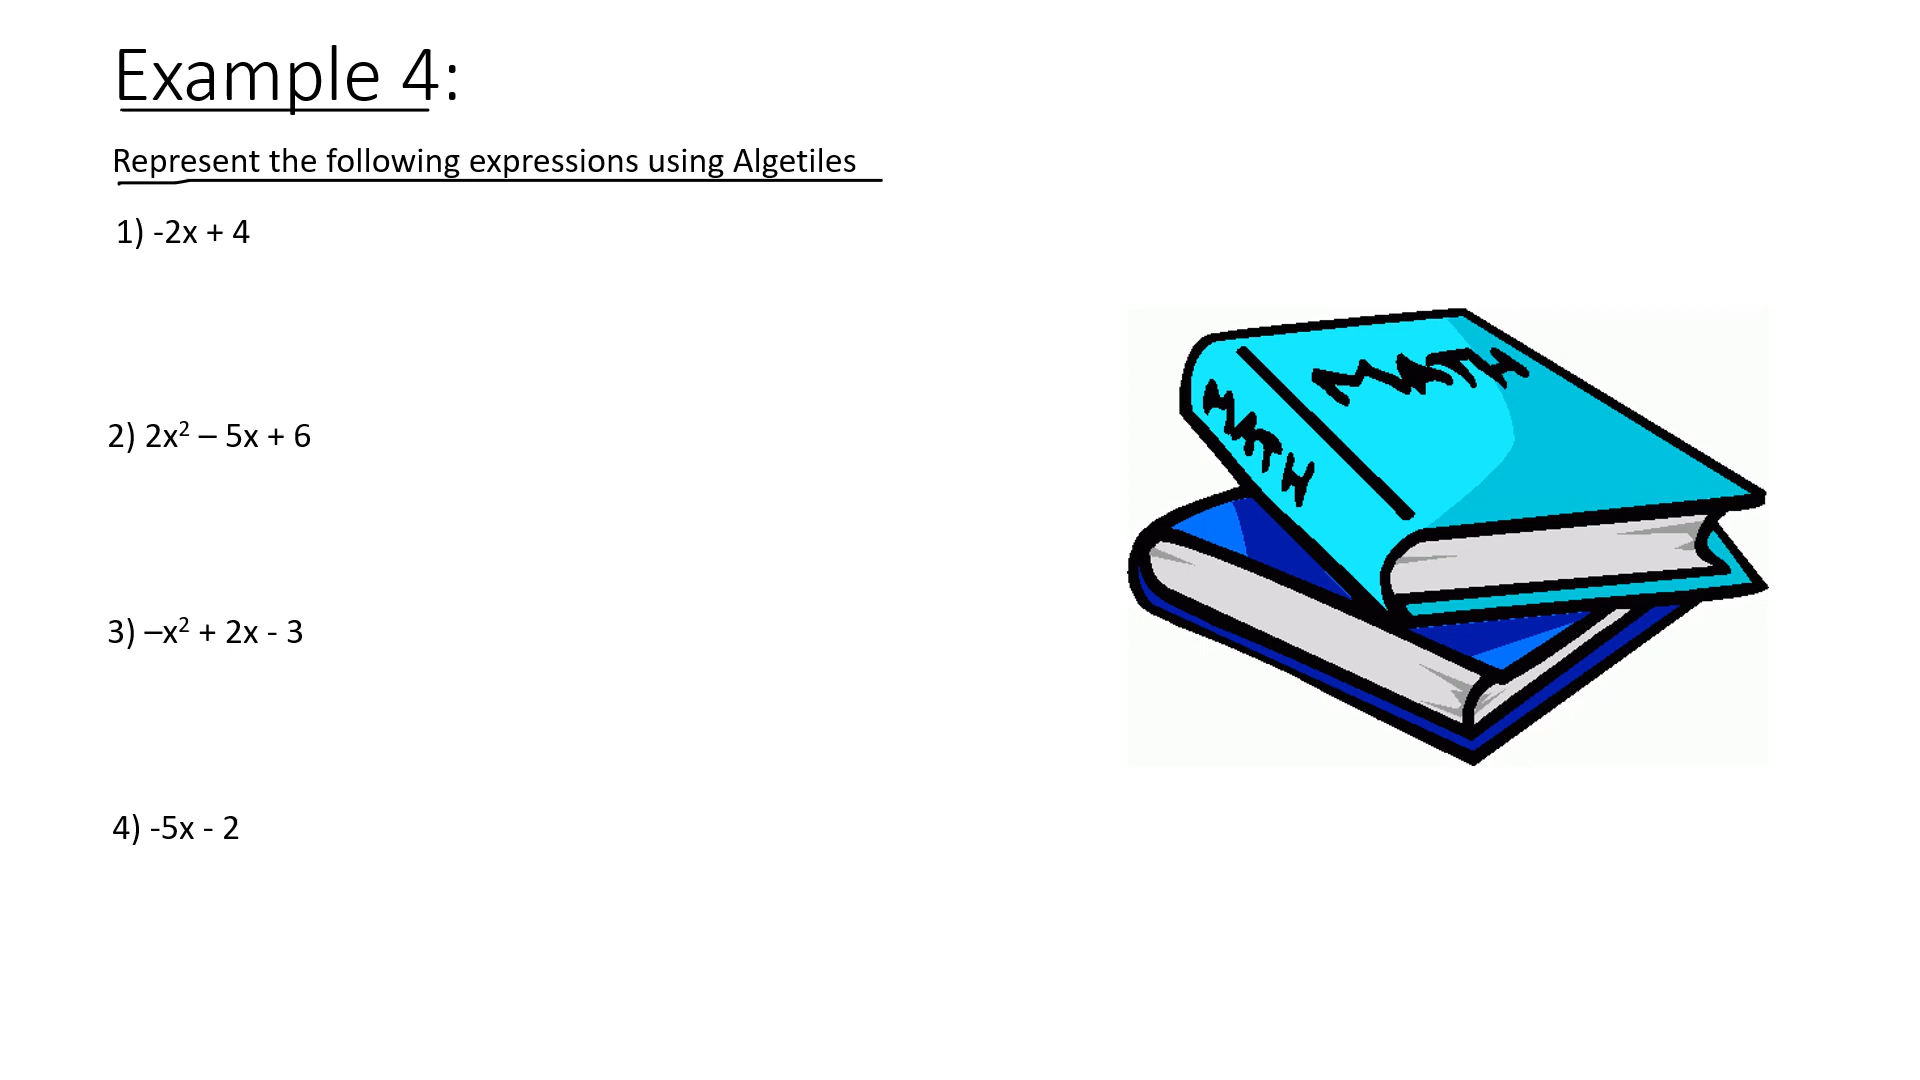 Example 4:
Represent the following expressions using Algetiles
1) -2x + 4
2) 2x² – 5x + 6
3) –x² + 2x - 3
4) -5x - 2
MATH
MATH